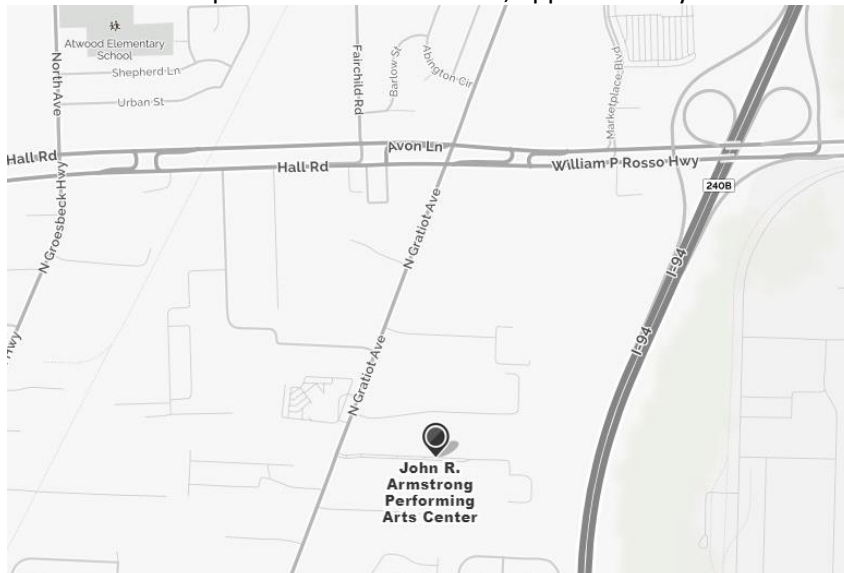 Atwood Elementary
School
Shepherd Ln
Urban St
North Ave
Fairchild Rd
Barlow St
Abington Cir
Marketplace Blvd
Hall Rd
Avon Ln
Hall Rd
William P Rosso Hwy
240B
N Groesbeck Hwy
N Gratiot Ave
I-94
I-94
Hwy
N Gratiot Ave
John R.
Armstrong
Performing
Arts Center